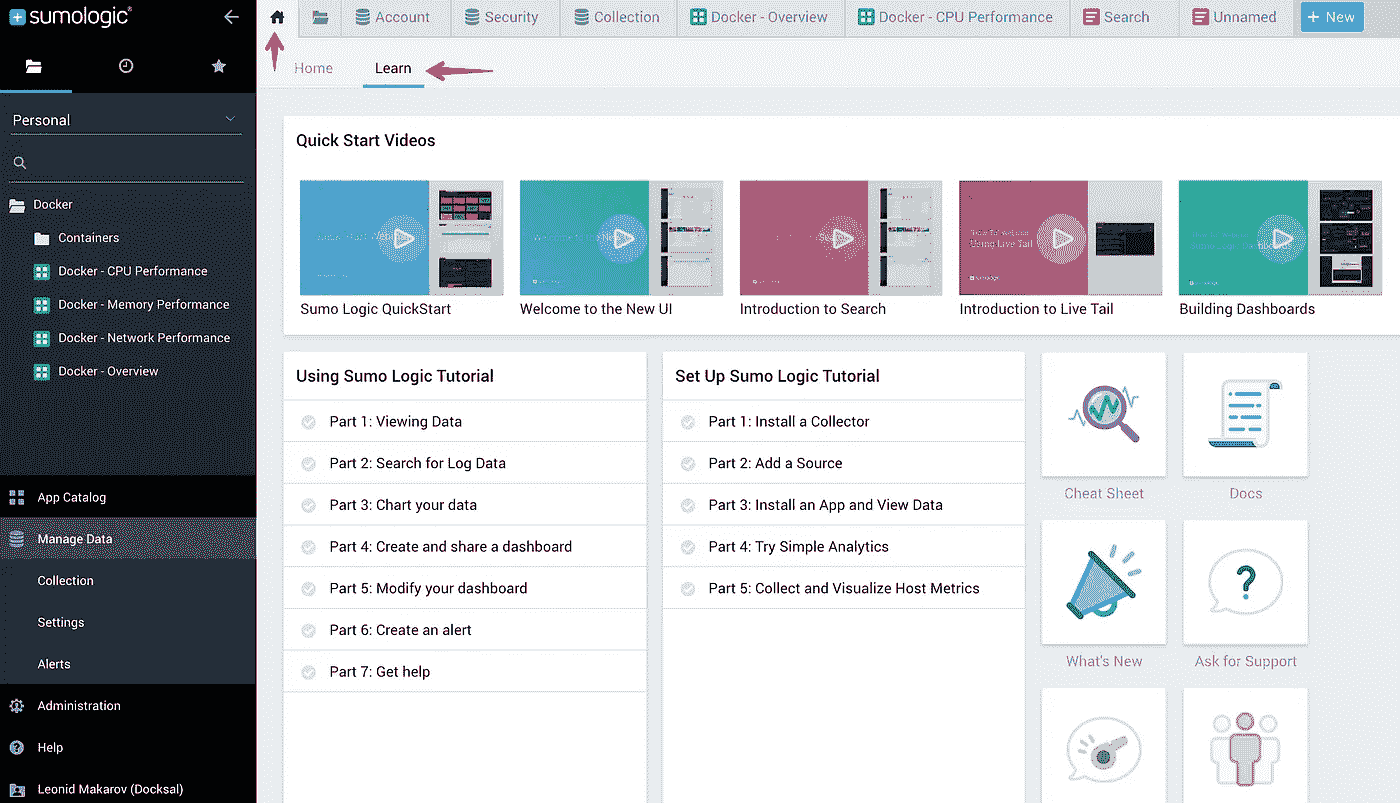 sumologic
Account
Security
Collection
Docker - Overview
Docker - CPU Performance
Search
Unnamed
+ New
Home
Learn
Personal
Docker
Containers
Docker - CPU Performance
Docker - Memory Performance
Docker - Network Performance
Docker - Overview
App Catalog
Manage Data
Collection
Settings
Alerts
Administration
Help
Leonid Makarov (Docksal)
Quick Start Videos
Using Live Tail
Sumo Logic QuickStart
Welcome to the New UI
Introduction to Search
Introduction to Live Tail
Building Dashboards
Using Sumo Logic Tutorial
Part 1: Viewing Data
Part 2: Search for Log Data
Part 3: Chart your data
Part 4: Create and share a dashboard
Part 5: Modify your dashboard
Part 6: Create an alert
Part 7: Get help
Set Up Sumo Logic Tutorial
Part 1: Install a Collector
Part 2: Add a Source
Part 3: Install an App and View Data
Part 4: Try Simple Analytics
Part 5: Collect and Visualize Host Metrics
Cheat Sheet
Docs
What's New
Ask for Support